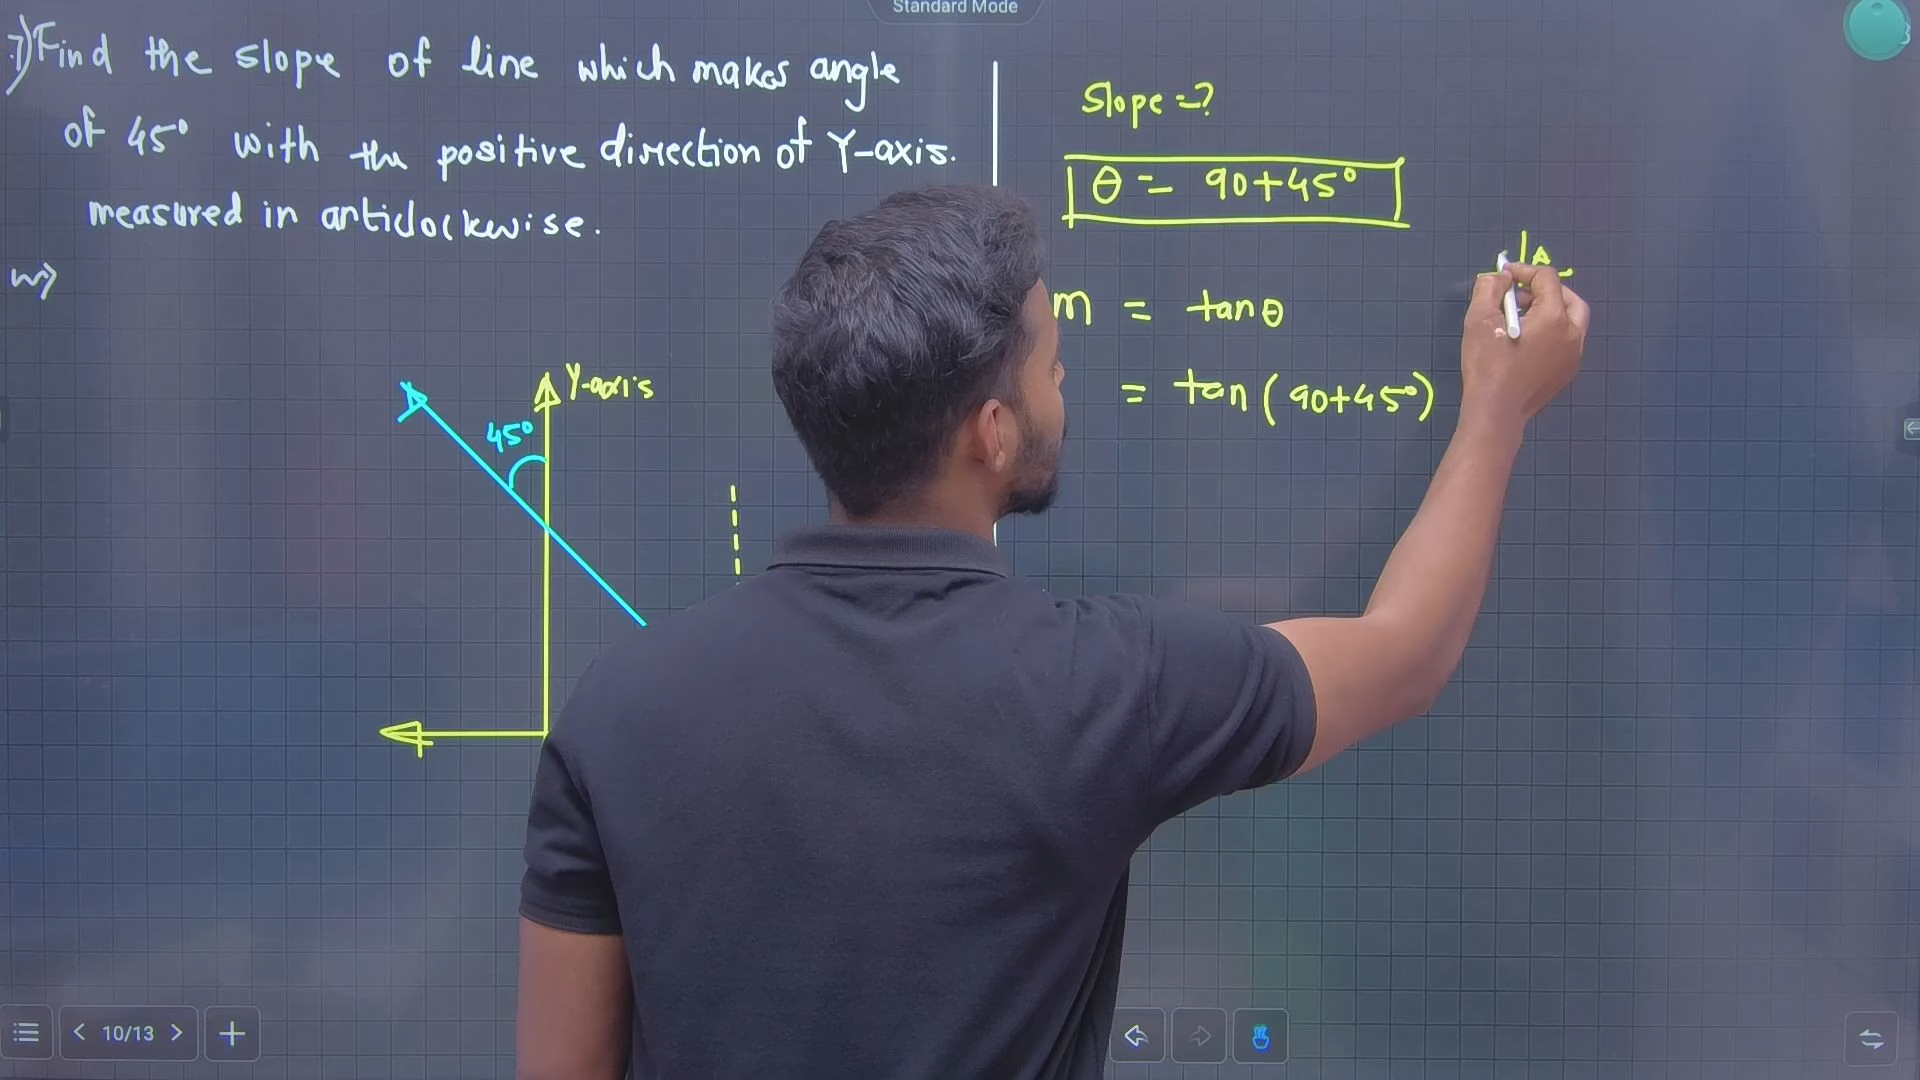 Standard Mode
7) Find the slope of line which makes angle
of 45° with the positive direction of Y-axis.
measured in anticlockwise.
Y-axis
45°
Slope = ?
θ = 90+45°
m = tanθ
= tan(90+45°)
A
10/13